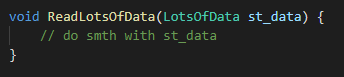 void ReadLotsOfData(LotsOfData st_data) {
    // do smth with st_data
}